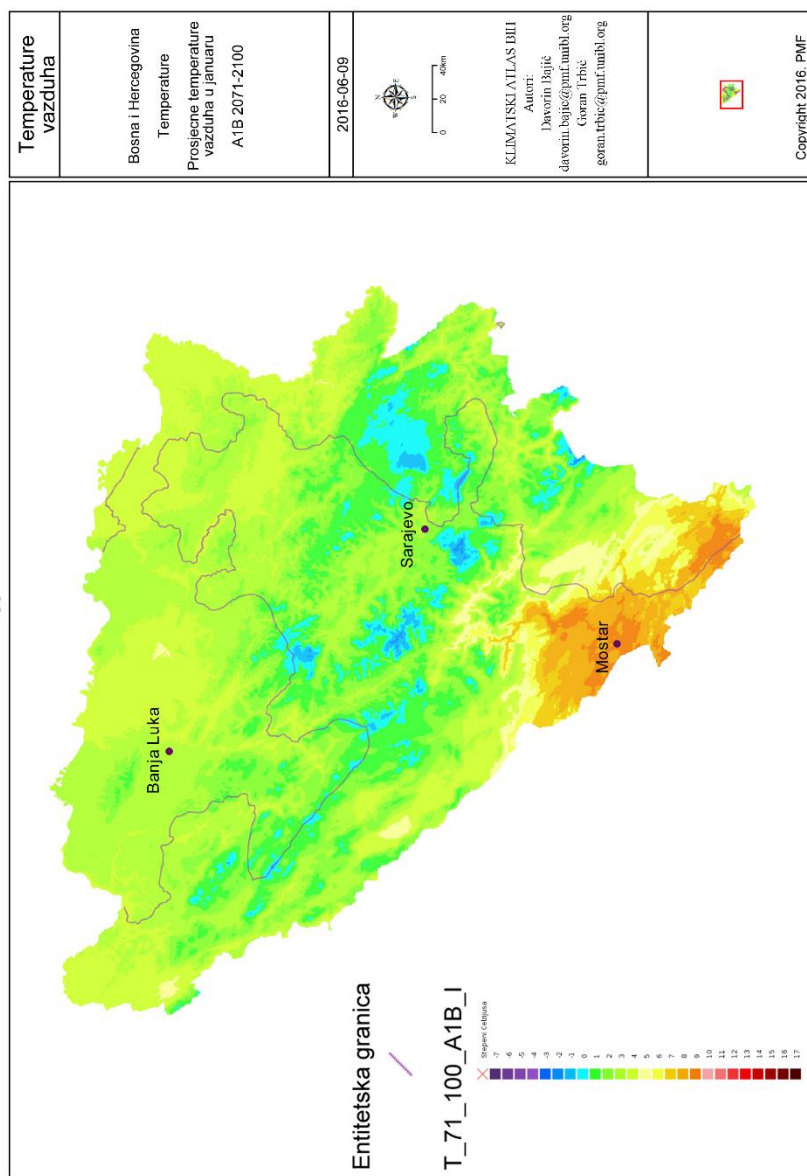 Temperature
vazduha
Bosna i Hercegovina
Temperature
Prosjecne temperature
vazduha u januaru
A1B 2071-2100
2016-06-09
N
E
S
W
0 20 40km
KLIMATSKI ATLAS BIH
Autori:
Davorin Bajić
davorin.bajic@pmf.unibl.org
Goran Trbić
goran.trbic@pmf.unibl.org
Copyright 2016. PMF
Banja Luka
Sarajevo
Mostar
Entitetska granica
T_71_100_A1B_I
Stepeni Celzijusa
-7
-6
-5
-4
-3
-2
-1
0
1
2
3
4
5
6
7
8
9
10
11
12
13
14
15
16
17